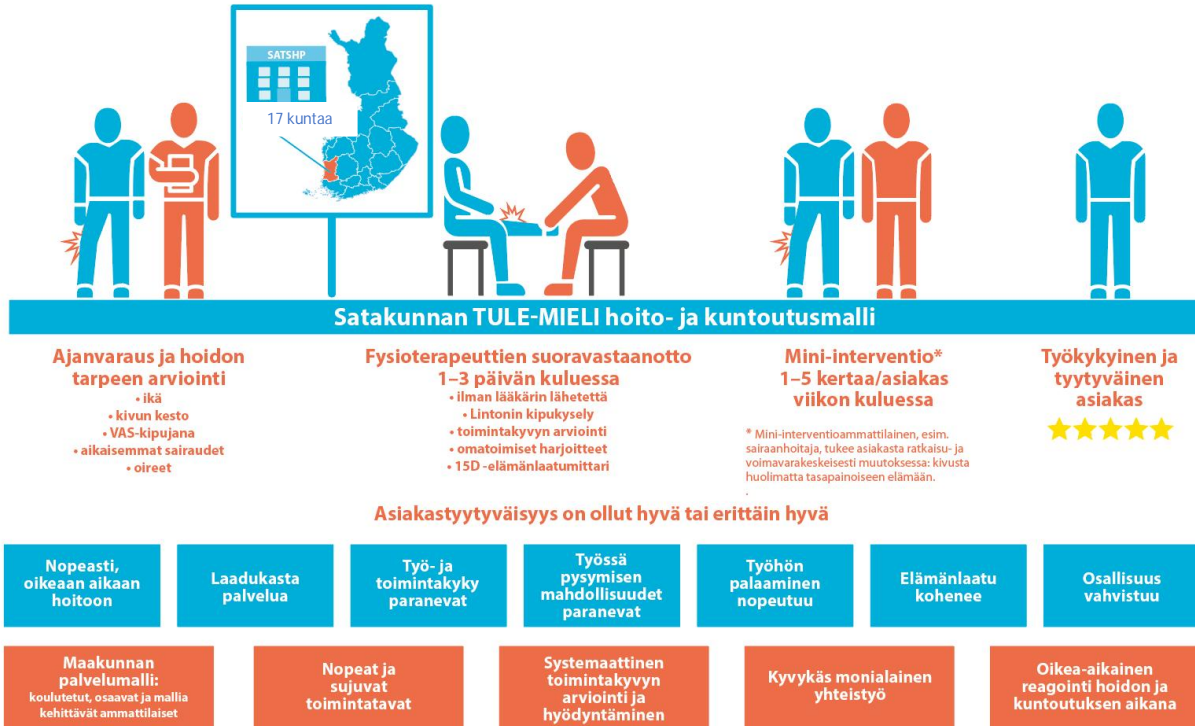 SATSHP
17 kuntaa
Satakunnan TULE-MIELI hoito- ja kuntoutusmalli
Ajanvaraus ja hoidon
tarpeen arviointi
• ikä
• kivun kesto
• VAS-kipujana
• aikaisemmat sairaudet
• oireet
Fysioterapeuttien suoravastaanotto
1–3 päivän kuluessa
• ilman lääkärin lähetettä
• Lintonin kipukysely
• toimintakyvyn arviointi
• omatoimiset harjoitteet
• 15D -elämänlaatumittari
Mini-interventio*
1–5 kertaa/asiakas
viikon kuluessa
* Mini-interventioammattilainen, esim.
sairaanhoitaja, tukee asiakasta ratkaisu- ja
voimavarakeskeisesti muutoksessa: kivusta
huolimatta tasapainoiseen elämään.
.
Työkykyinen ja
tyytyväinen
asiakas
Asiakastyytyväisyys on ollut hyvä tai erittäin hyvä
Nopeasti,
oikeaan aikaan
hoitoon
Laadukasta
palvelua
Työ- ja
toimintakyky
paranevat
Työssä
pysymisen
mahdollisuudet
paranevat
Työhön
palaaminen
nopeutuu
Elämänlaatu
kohenee
Osallisuus
vahvistuu
Maakunnan
palvelumalli:
koulutetut, osaavat ja mallia
kehittävät ammattilaiset
Nopeat ja
sujuvat
toimintatavat
Systemaattinen
toimintakyvyn
arviointi ja
hyödyntäminen
Kyvykäs monialainen
yhteistyö
Oikea-aikainen
reagointi hoidon ja
kuntoutuksen aikana